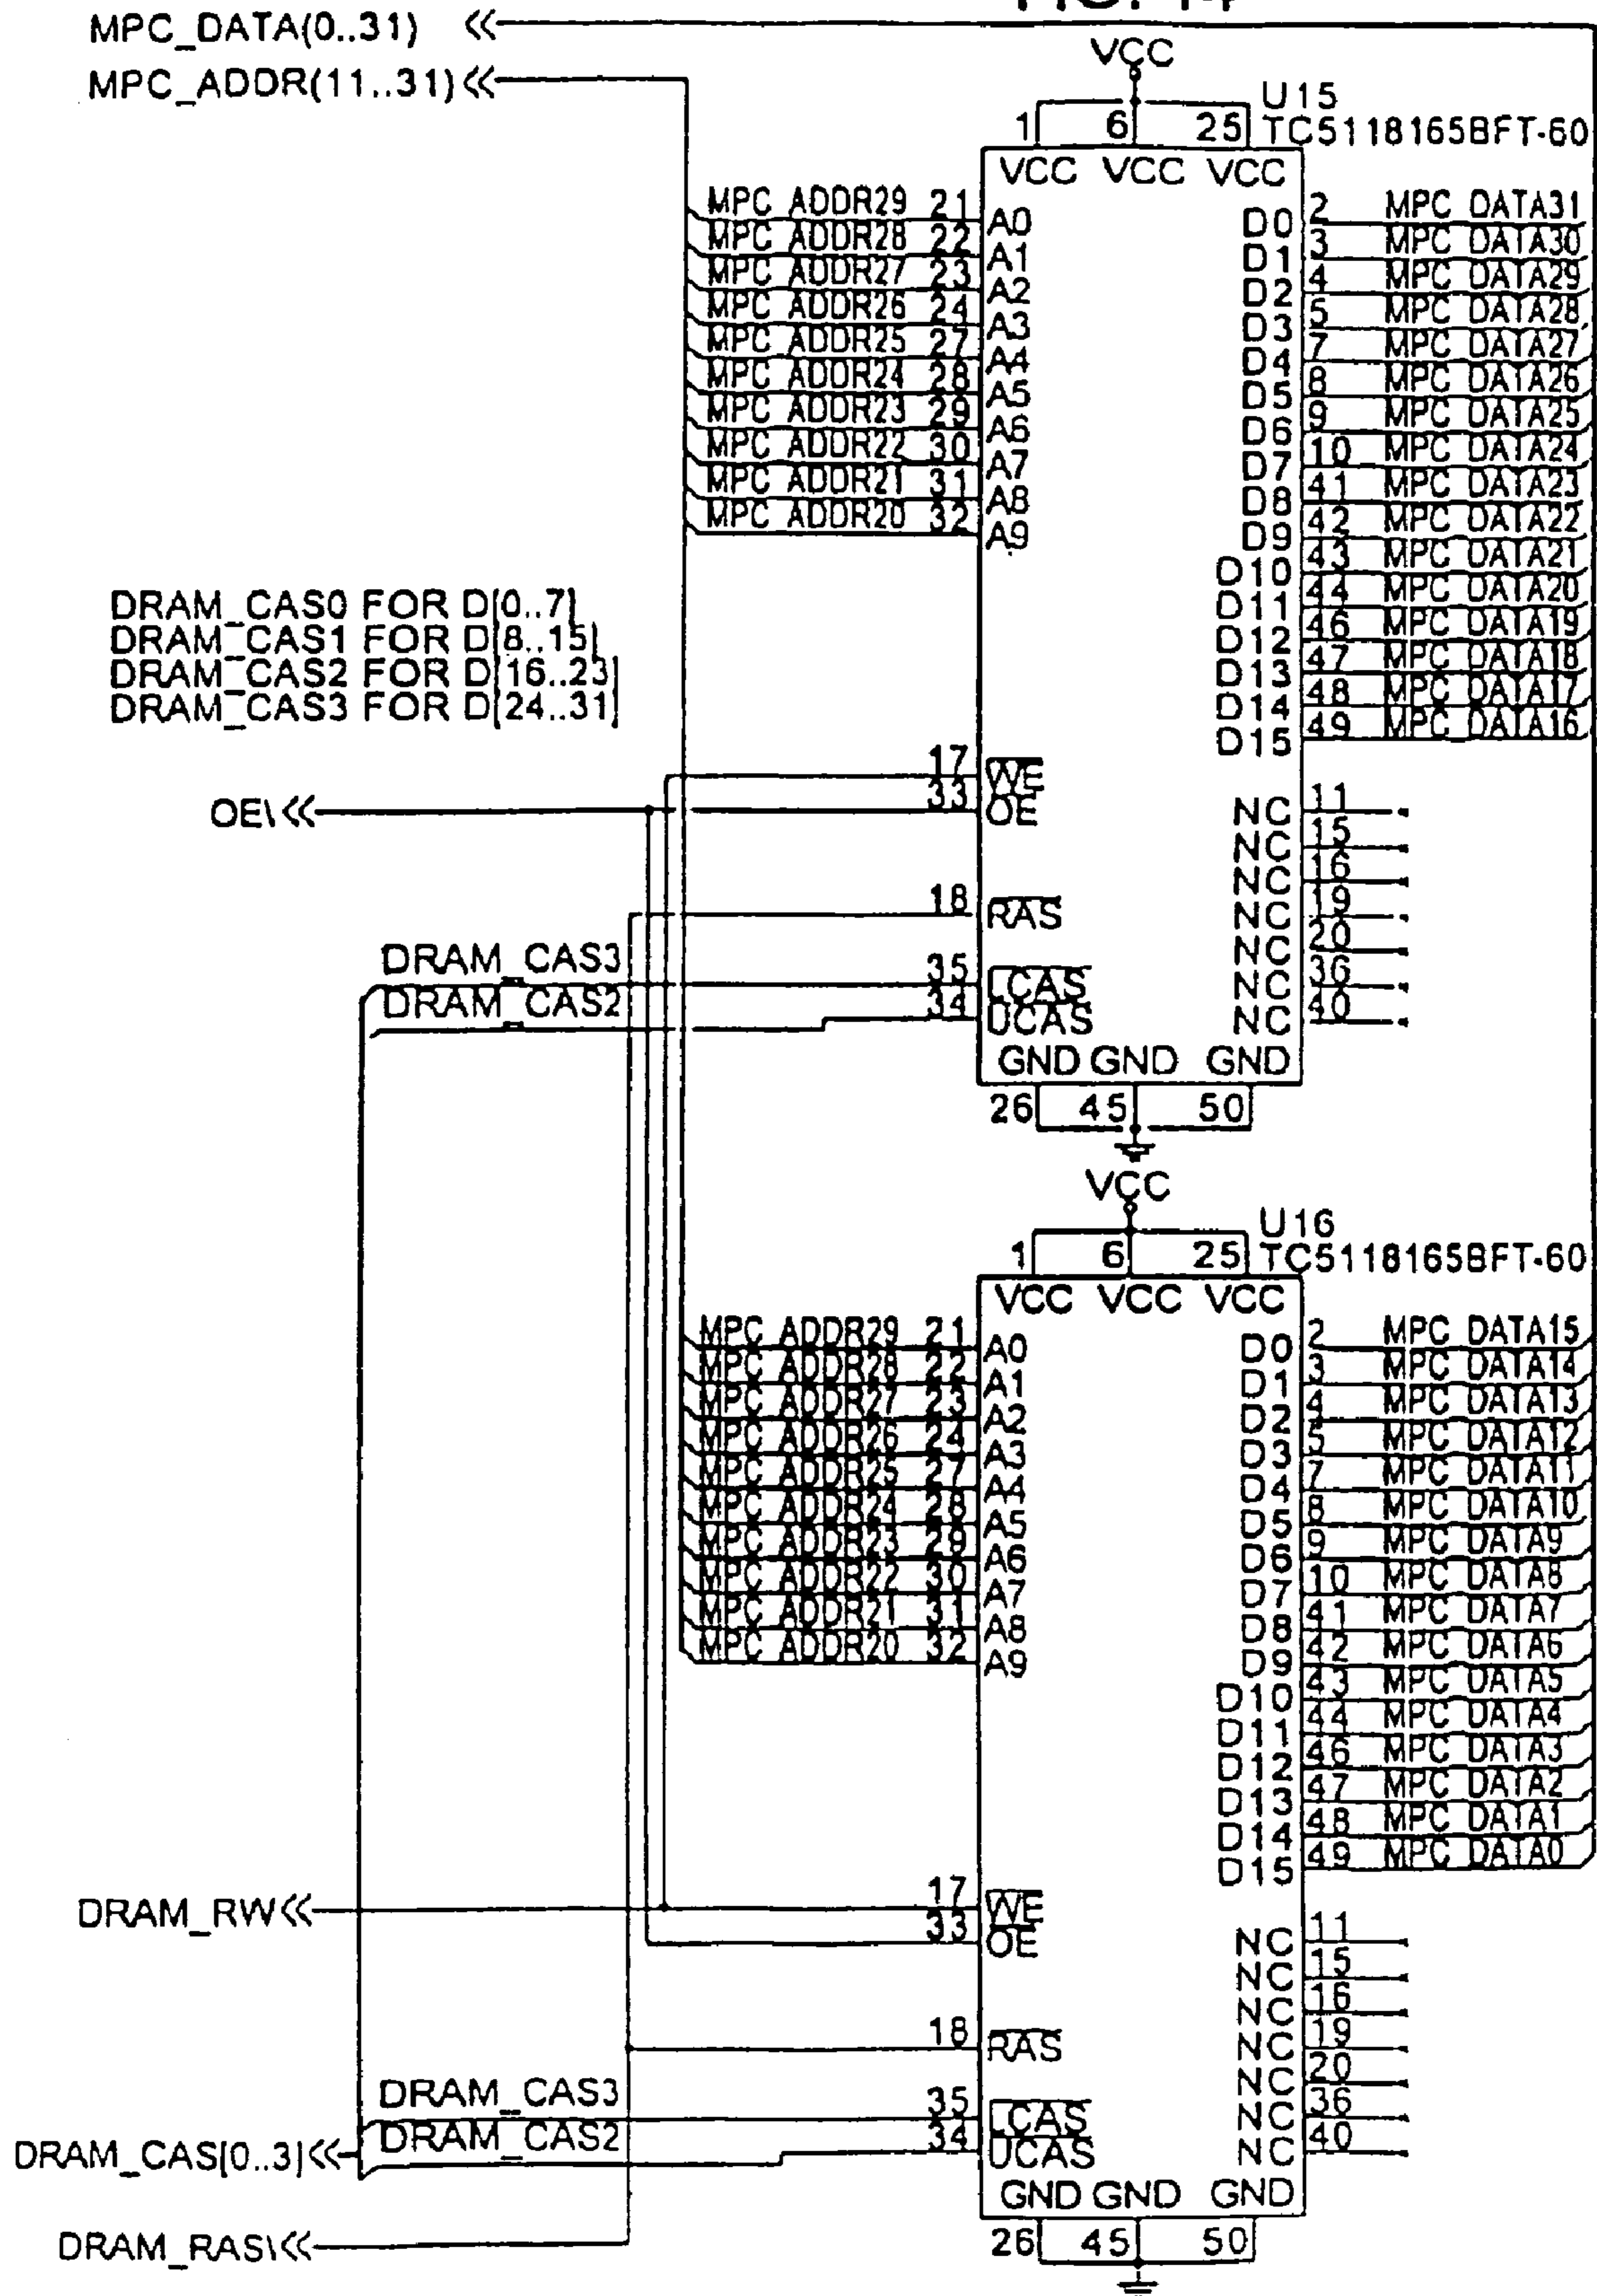 MPC_DATA(0..31)
MPC_ADDR(11..31)
VCC
U15
1 6 25 TC5118165BFT-60
VCC VCC VCC
MPC ADDR29 21 A0 D0 2 MPC DATA31
MPC ADDR28 22 A1 D1 3 MPC DATA30
MPC ADDR27 23 A2 D2 4 MPC DATA29
MPC ADDR26 24 A3 D3 5 MPC DATA28
MPC ADDR25 27 A4 D4 7 MPC DATA27
MPC ADDR24 28 A5 D5 8 MPC DATA26
MPC ADDR23 29 A6 D6 9 MPC DATA25
MPC ADDR22 30 A7 D7 10 MPC DATA24
MPC ADDR21 31 A8 D8 41 MPC DATA23
MPC ADDR20 32 A9 D9 42 MPC DATA22
D10 43 MPC DATA21
D11 44 MPC DATA20
D12 46 MPC DATA19
D13 47 MPC DATA18
D14 48 MPC DATA17
D15 49 MPC DATA16
DRAM_CAS0 FOR D[0..7]
DRAM_CAS1 FOR D[8..15]
DRAM_CAS2 FOR D[16..23]
DRAM_CAS3 FOR D[24..31]
17 WE
OE\ 33 OE NC 11
NC 15
NC 16
18 RAS NC 19
NC 20
DRAM_CAS3 35 LCAS NC 36
DRAM_CAS2 34 UCAS NC 40
GND GND GND
26 45 50
VCC
U16
1 6 25 TC5118165BFT-60
VCC VCC VCC
MPC ADDR29 21 A0 D0 2 MPC DATA15
MPC ADDR28 22 A1 D1 3 MPC DATA14
MPC ADDR27 23 A2 D2 4 MPC DATA13
MPC ADDR26 24 A3 D3 5 MPC DATA12
MPC ADDR25 27 A4 D4 7 MPC DATA11
MPC ADDR24 28 A5 D5 8 MPC DATA10
MPC ADDR23 29 A6 D6 9 MPC DATA9
MPC ADDR22 30 A7 D7 10 MPC DATA8
MPC ADDR21 31 A8 D8 41 MPC DATA7
MPC ADDR20 32 A9 D9 42 MPC DATA6
D10 43 MPC DATA5
D11 44 MPC DATA4
D12 46 MPC DATA3
D13 47 MPC DATA2
D14 48 MPC DATA1
D15 49 MPC DATA0
DRAM_RW 17 WE
33 OE NC 11
NC 15
NC 16
18 RAS NC 19
NC 20
DRAM_CAS3 35 LCAS NC 36
DRAM_CAS[0..3] DRAM_CAS2 34 UCAS NC 40
GND GND GND
DRAM_RAS\ 26 45 50